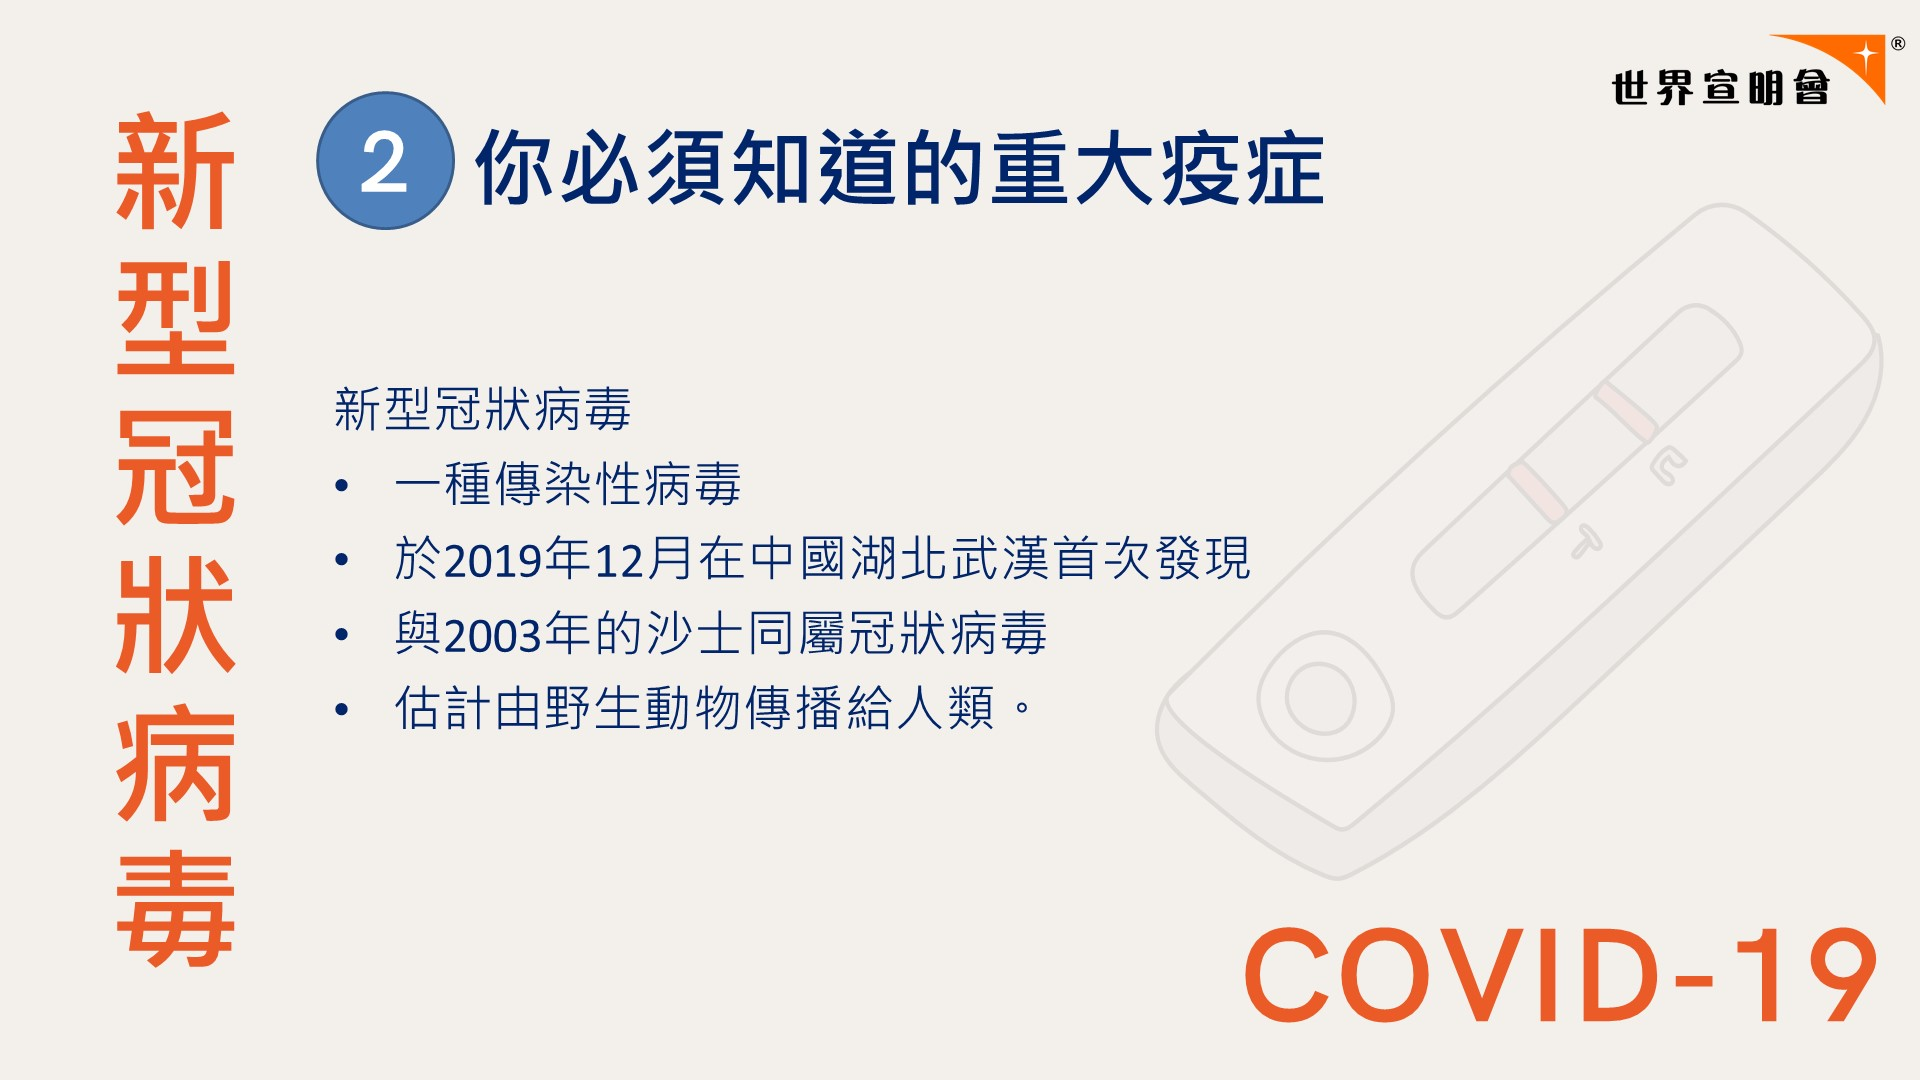 世界宣明會®
新型冠狀病毒
2 你必須知道的重大疫症
新型冠狀病毒
• 一種傳染性病毒
• 於2019年12月在中國湖北武漢首次發現
• 與2003年的沙士同屬冠狀病毒
• 估計由野生動物傳播給人類。
C
T
COVID-19